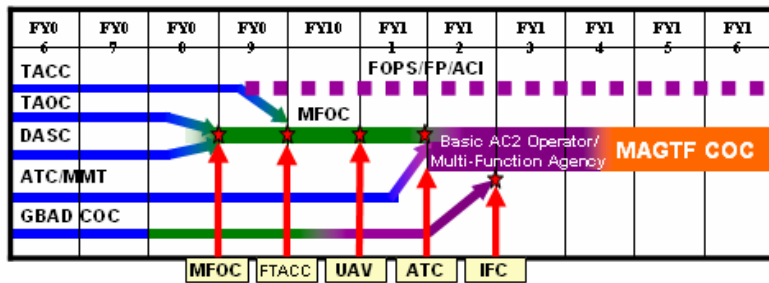 FY0 FY0 FY0 FY0 FY10 FY1 FY1 FY1 FY1 FY1 FY1
6 7 8 9 1 2 3 4 5 6
TACC
FOPS/FP/ACI
TAOC
MFOC
DASC
Basic AC2 Operator/
Multi-Function Agency
MAGTF COC
ATC/MMT
GBAD COC
MFOC FTACC UAV ATC IFC